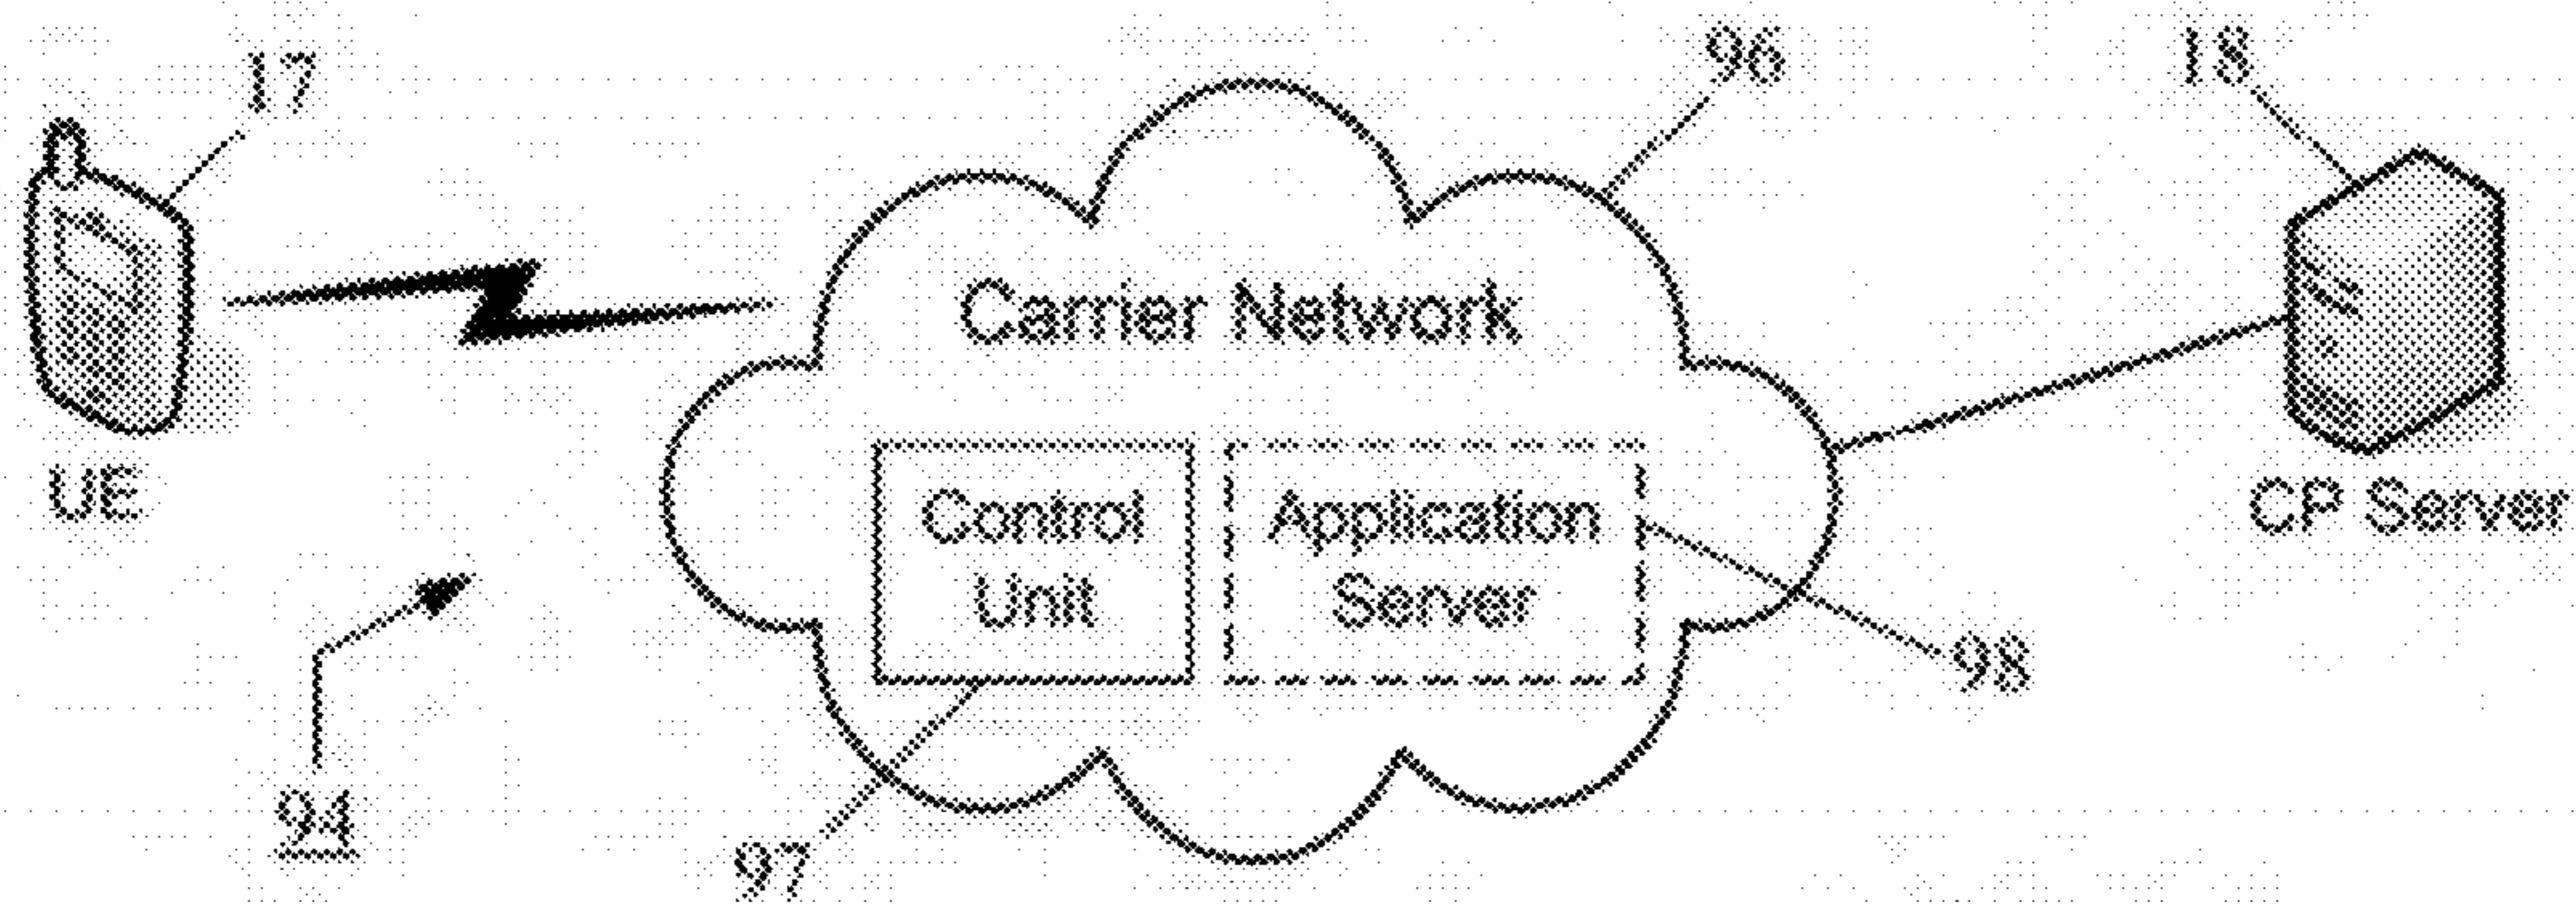 17
96
18
Carrier Network
UE
Control
Unit
Application
Server
CP Server
98
94
97